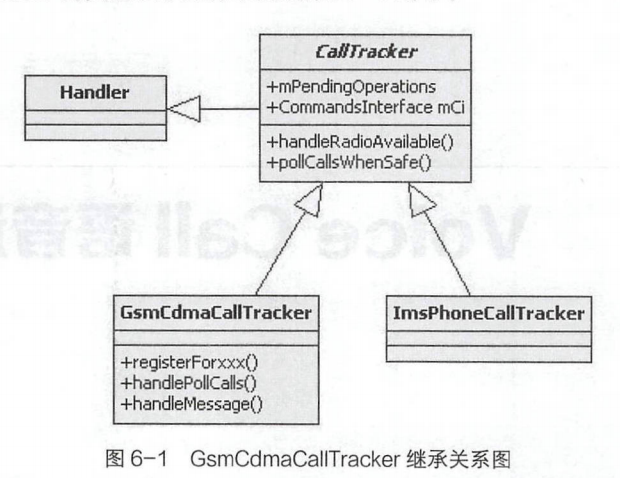 CallTracker
+mPendingOperations
+CommandsInterface mCi
+handleRadioAvailable()
+pollCallsWhenSafe()
Handler
GsmCdmaCallTracker
+registerForxxx()
+handlePollCalls()
+handleMessage()
ImsPhoneCallTracker
图 6-1 GsmCdmaCallTracker 继承关系图